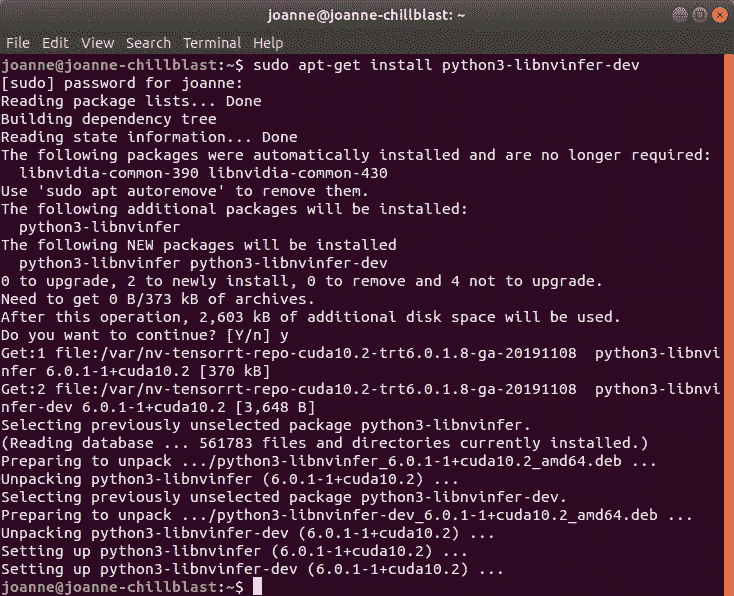 joanne@joanne-chillblast: ~
File Edit View Search Terminal Help
joanne@joanne-chillblast:~$ sudo apt-get install python3-libnvinfer-dev
[sudo] password for joanne:
Reading package lists... Done
Building dependency tree
Reading state information... Done
The following packages were automatically installed and are no longer required:
  libnvidia-common-390 libnvidia-common-430
Use 'sudo apt autoremove' to remove them.
The following additional packages will be installed:
  python3-libnvinfer
The following NEW packages will be installed
  python3-libnvinfer python3-libnvinfer-dev
0 to upgrade, 2 to newly install, 0 to remove and 4 not to upgrade.
Need to get 0 B/373 kB of archives.
After this operation, 2,603 kB of additional disk space will be used.
Do you want to continue? [Y/n] y
Get:1 file:/var/nv-tensorrt-repo-cuda10.2-trt6.0.1.8-ga-20191108  python3-libnvi
nfer 6.0.1-1+cuda10.2 [370 kB]
Get:2 file:/var/nv-tensorrt-repo-cuda10.2-trt6.0.1.8-ga-20191108  python3-libnvi
nfer-dev 6.0.1-1+cuda10.2 [3,648 B]
Selecting previously unselected package python3-libnvinfer.
(Reading database ... 561783 files and directories currently installed.)
Preparing to unpack .../python3-libnvinfer_6.0.1-1+cuda10.2_amd64.deb ...
Unpacking python3-libnvinfer (6.0.1-1+cuda10.2) ...
Selecting previously unselected package python3-libnvinfer-dev.
Preparing to unpack .../python3-libnvinfer-dev_6.0.1-1+cuda10.2_amd64.deb ...
Unpacking python3-libnvinfer-dev (6.0.1-1+cuda10.2) ...
Setting up python3-libnvinfer (6.0.1-1+cuda10.2) ...
Setting up python3-libnvinfer-dev (6.0.1-1+cuda10.2) ...
joanne@joanne-chillblast:~$